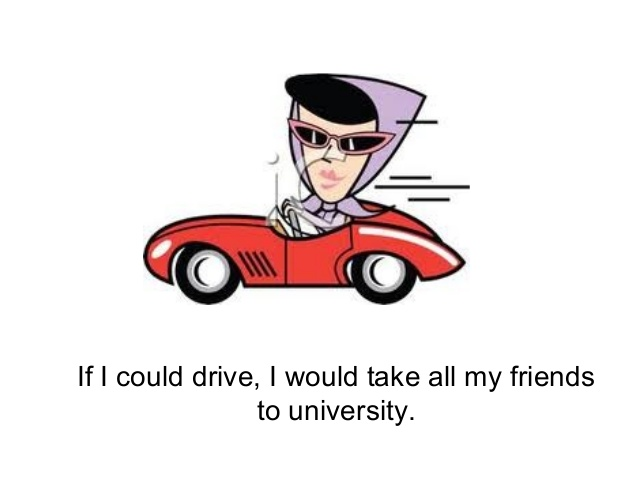 If I could drive, I would take all my friends
to university.